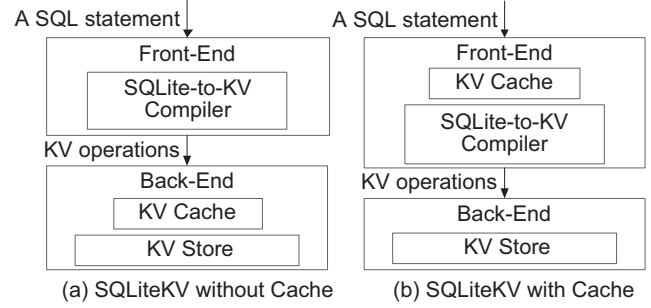 A SQL statement
Front-End
SQLite-to-KV
Compiler
KV operations
Back-End
KV Cache
KV Store
(a) SQLiteKV without Cache
A SQL statement
Front-End
KV Cache
SQLite-to-KV
Compiler
KV operations
Back-End
KV Store
(b) SQLiteKV with Cache